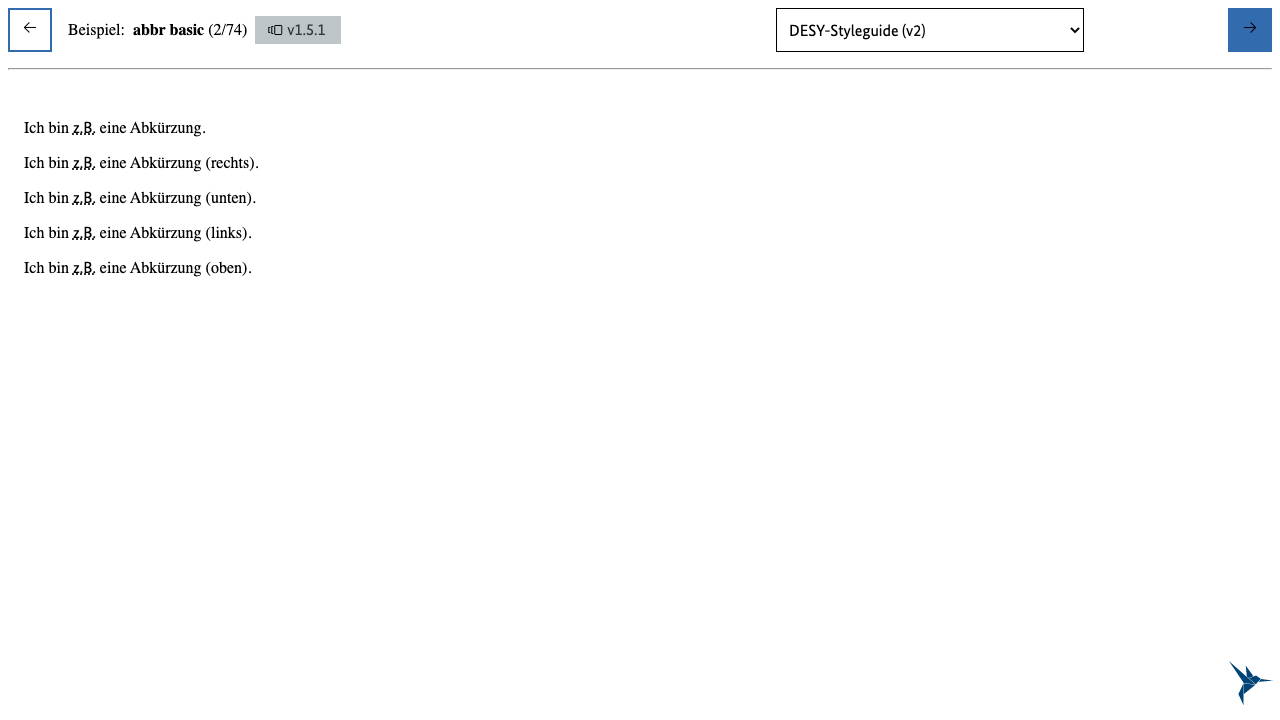 ← Beispiel: abbr basic (2/74) v1.5.1 DESY-Styleguide (v2) →
Ich bin z.B. eine Abkürzung.
Ich bin z.B. eine Abkürzung (rechts).
Ich bin z.B. eine Abkürzung (unten).
Ich bin z.B. eine Abkürzung (links).
Ich bin z.B. eine Abkürzung (oben).